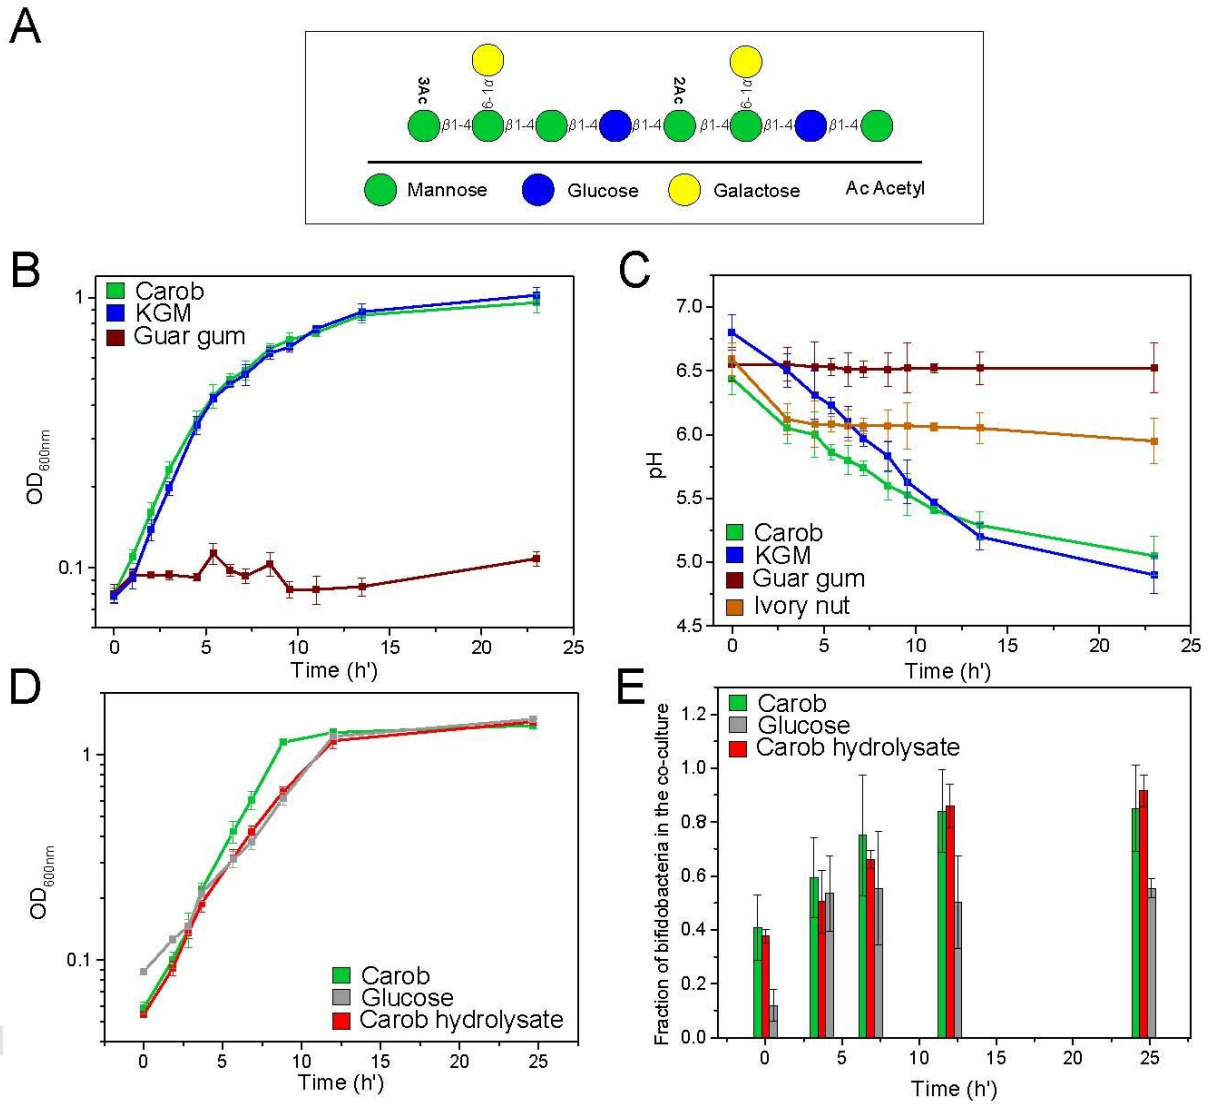 A
3Ac
6-1α
2Ac
6-1α
β1-4 β1-4 β1-4 β1-4 β1-4 β1-4 β1-4
Mannose Glucose Galactose Ac Acetyl
B
Carob
KGM
Guar gum
1
0.1
OD600nm
0 5 10 15 20 25
Time (h')
C
7.0
6.5
6.0
5.5
5.0
4.5
pH
Carob
KGM
Guar gum
Ivory nut
0 5 10 15 20 25
Time (h')
D
1
0.1
OD600nm
Carob
Glucose
Carob hydrolysate
0 5 10 15 20 25
Time (h')
E
Carob
Glucose
Carob hydrolysate
1.2
1.0
0.8
0.6
0.4
0.2
0.0
Fraction of bifidobacteria in the co-culture
0 5 10 15 20 25
Time (h')